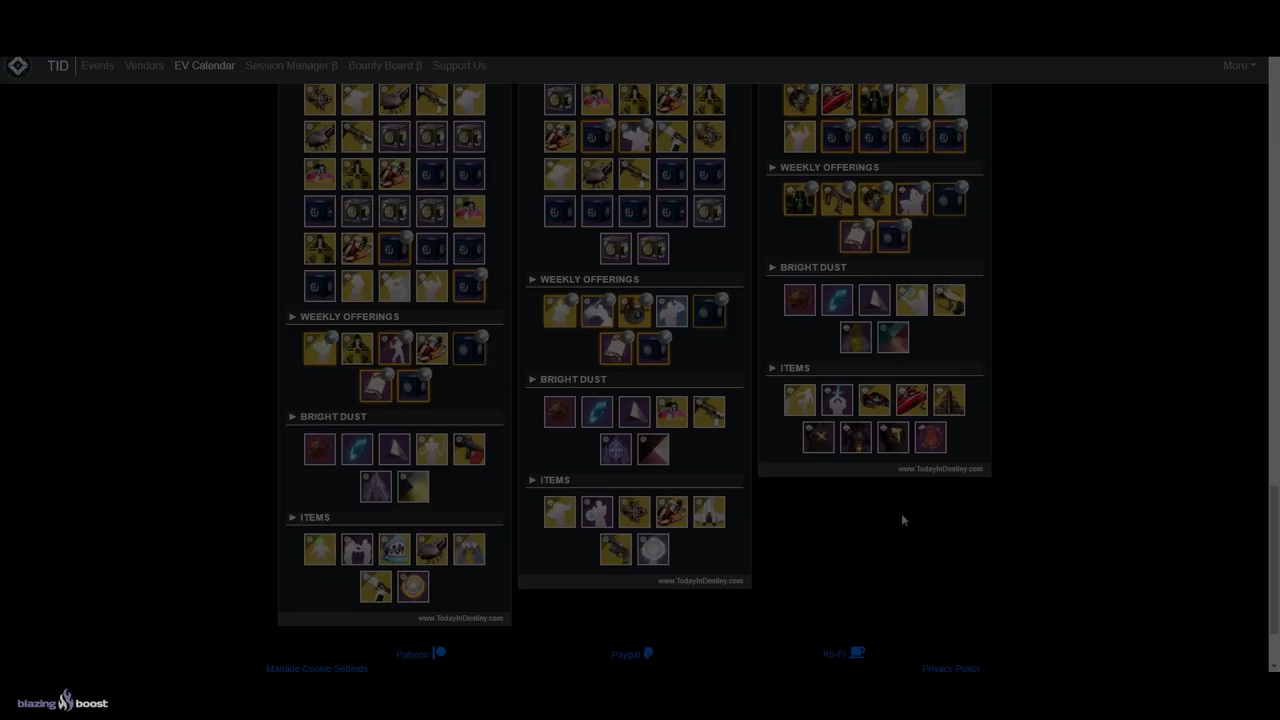 TID Events Vendors EV Calendar Session Manager β Bounty Board β Support Us More
WEEKLY OFFERINGS
BRIGHT DUST
ITEMS
www.TodayInDestiny.com
WEEKLY OFFERINGS
BRIGHT DUST
ITEMS
www.TodayInDestiny.com
WEEKLY OFFERINGS
BRIGHT DUST
ITEMS
www.TodayInDestiny.com
Patreon Paypal Ko-Fi
Manage Cookie Settings Privacy Policy
blazing boost